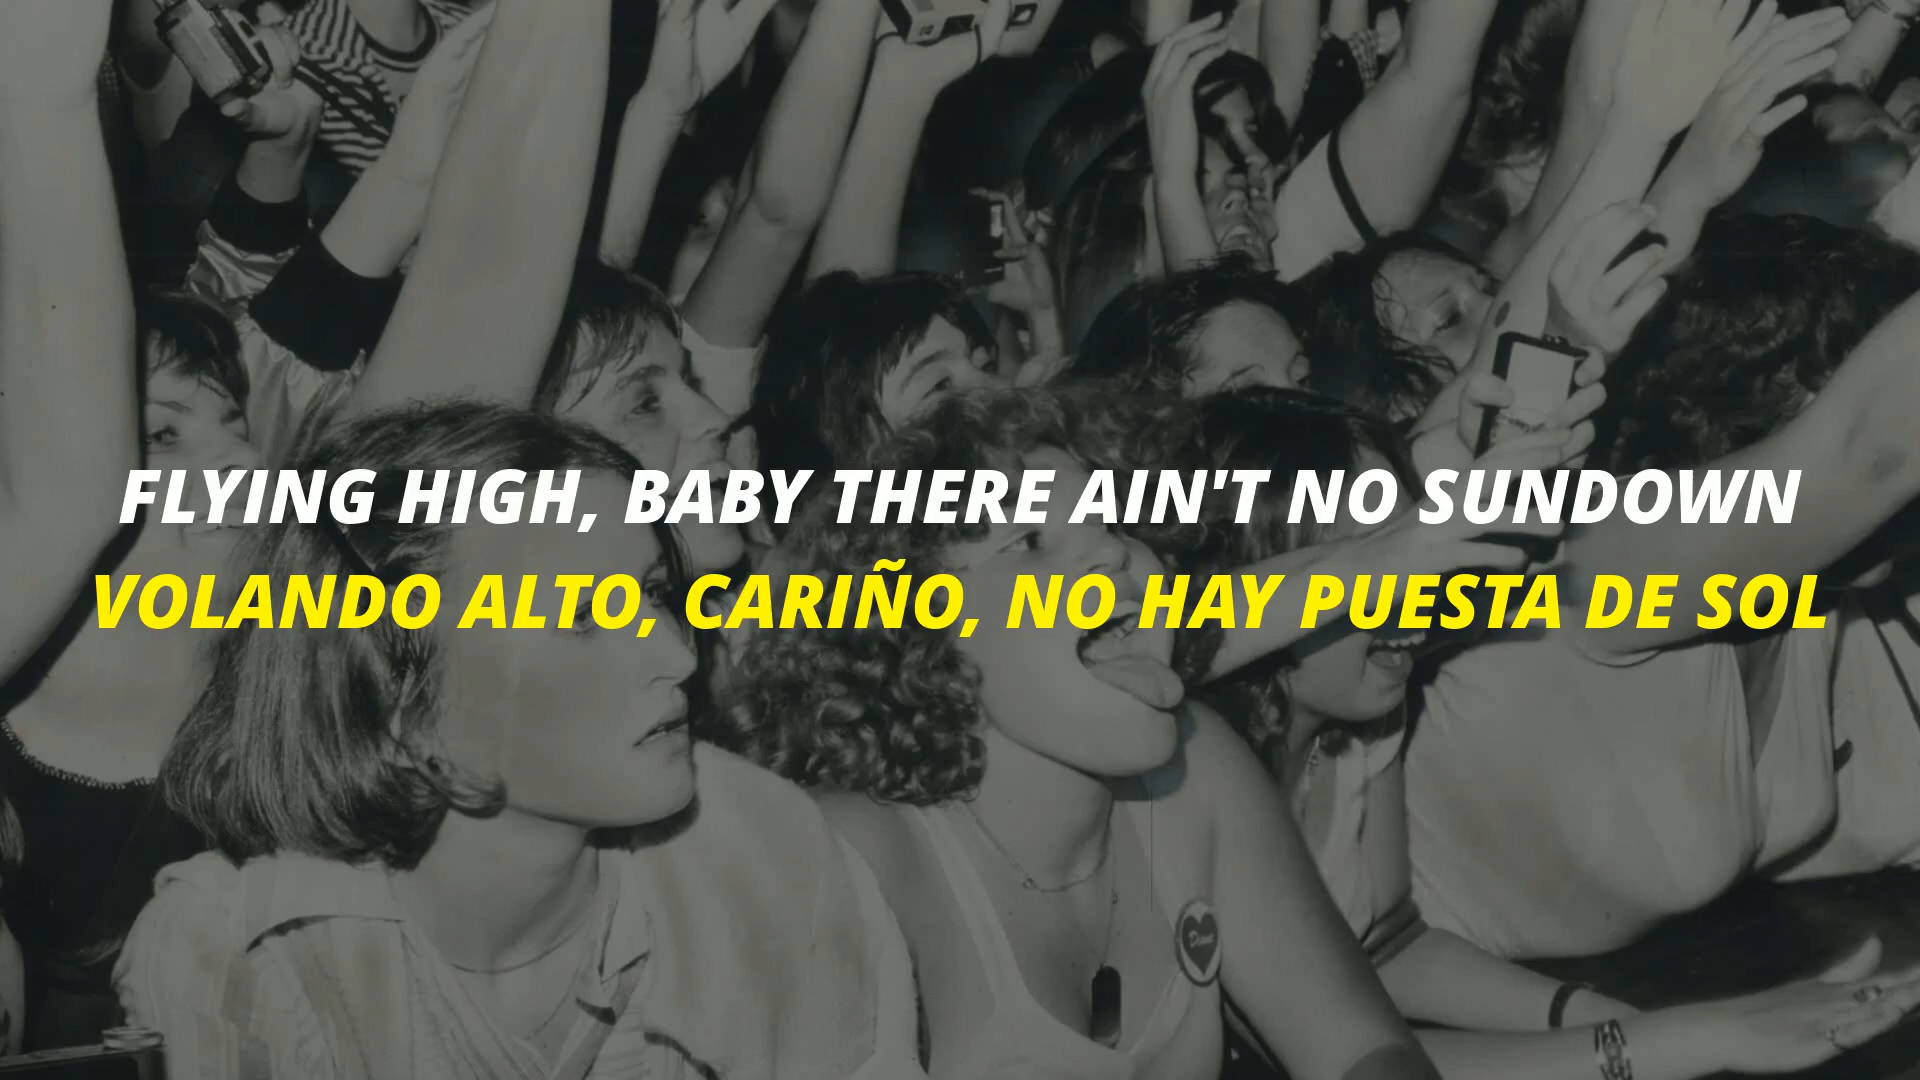 FLYING HIGH, BABY THERE AIN'T NO SUNDOWN
VOLANDO ALTO, CARIÑO, NO HAY PUESTA DE SOL